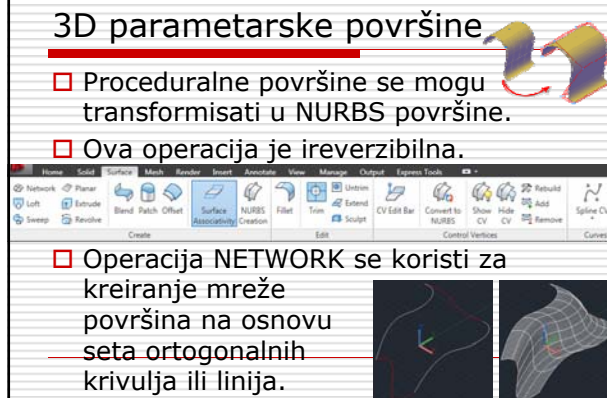 3D parametarske površine
Proceduralne površine se mogu
transformisati u NURBS površine.
Ova operacija je ireverzibilna.
Home Solid Surface Mesh Render Insert Annotate View Manage Output Express Tools
Network Planar
Loft Extrude
Sweep Revolve
Blend Patch Offset
Surface Associativity
NURBS Creation
Fillet Trim
Untrim
Extend
Sculpt
CV Edit Bar
Convert to NURBS
Show CV
Hide CV
Rebuild
Add
Remove
Spline CV
Create Edit Control Vertices Curves
Operacija NETWORK se koristi za
kreiranje mreže
površina na osnovu
seta ortogonalnih
krivulja ili linija.